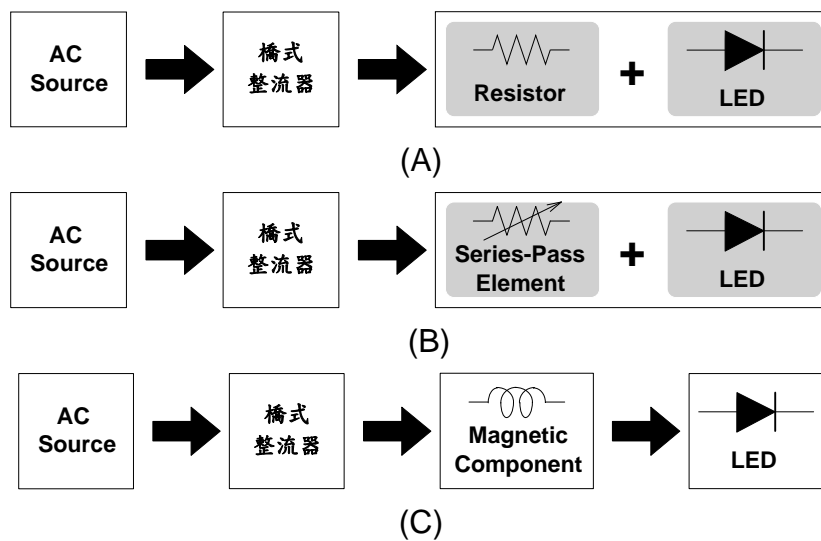 AC
Source
橋式
整流器
Resistor
+
LED
(A)
AC
Source
橋式
整流器
Series-Pass
Element
+
LED
(B)
AC
Source
橋式
整流器
Magnetic
Component
LED
(C)